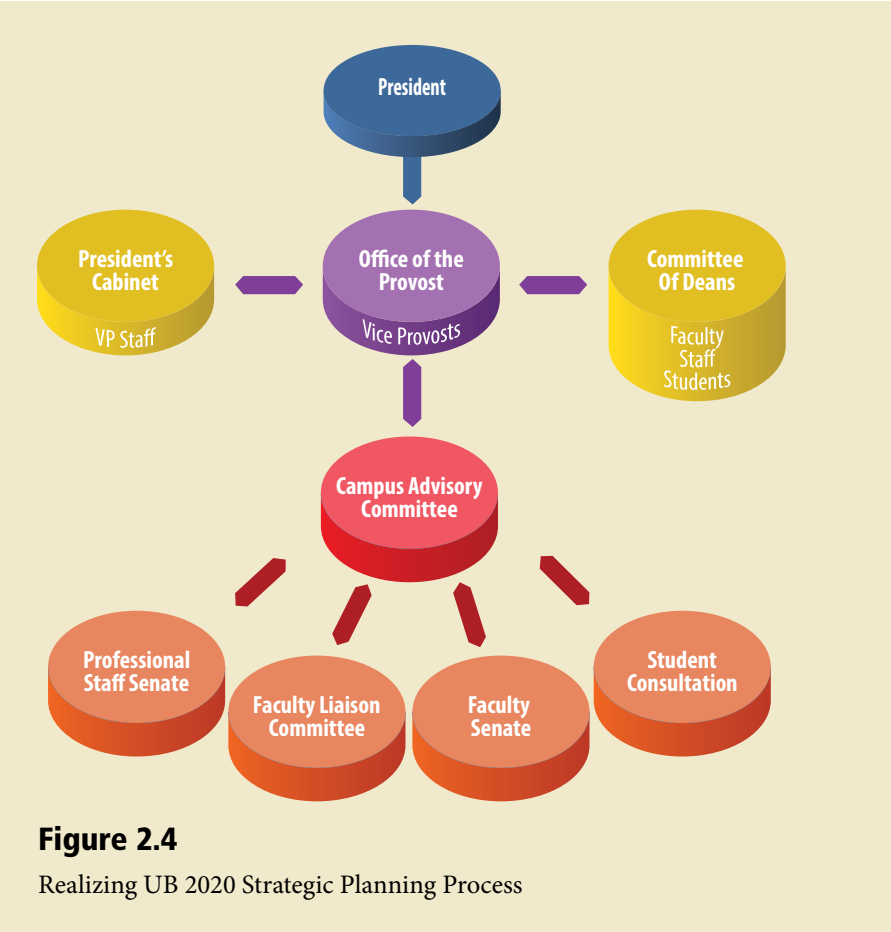 President
President's
Cabinet
VP Staff
Office of the
Provost
Vice Provosts
Committee
Of Deans
Faculty
Staff
Students
Campus Advisory
Committee
Professional
Staff Senate
Faculty Liaison
Committee
Faculty
Senate
Student
Consultation
Figure 2.4
Realizing UB 2020 Strategic Planning Process